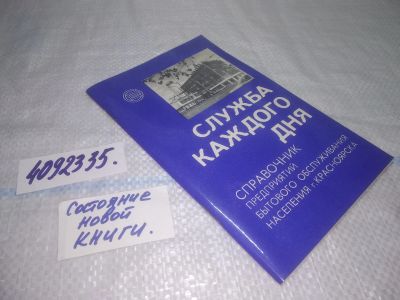 СЛУЖБА
КАЖДОГО
ДНЯ
СПРАВОЧНИК
ПРЕДПРИЯТИЙ
БЫТОВОГО ОБСЛУЖИВАНИЯ
НАСЕЛЕНИЯ г. КРАСНОЯРСКА
4092335.
Состояние
новой
КНИГИ.